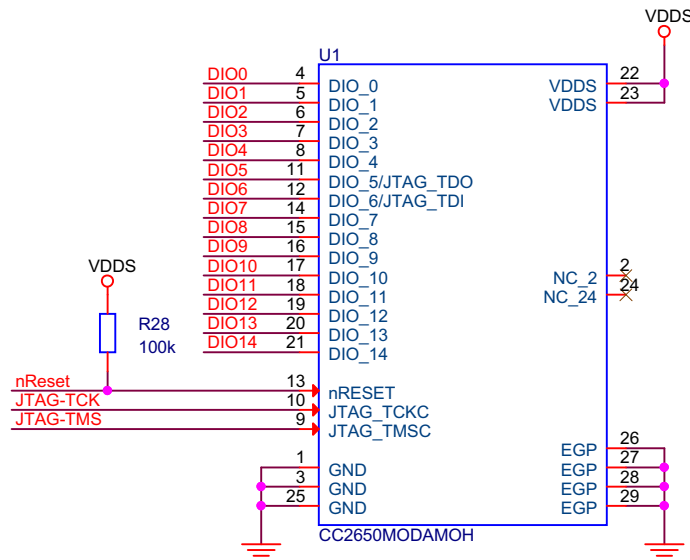 VDDS
U1
DIO0 4 DIO_0 VDDS 22
DIO1 5 DIO_1 VDDS 23
DIO2 6 DIO_2
DIO3 7 DIO_3
DIO4 8 DIO_4
DIO5 11 DIO_5/JTAG_TDO
DIO6 12 DIO_6/JTAG_TDI
DIO7 14 DIO_7
DIO8 15 DIO_8
DIO9 16 DIO_9
VDDS DIO10 17 DIO_10 NC_2 2
DIO11 18 DIO_11 NC_24 24
DIO12 19 DIO_12
R28 DIO13 20 DIO_13
100k DIO14 21 DIO_14
nReset 13 nRESET
JTAG-TCK 10 JTAG_TCKC
JTAG-TMS 9 JTAG_TMSC
EGP 26
1 GND EGP 27
3 GND EGP 28
25 GND EGP 29
CC2650MODAMOH